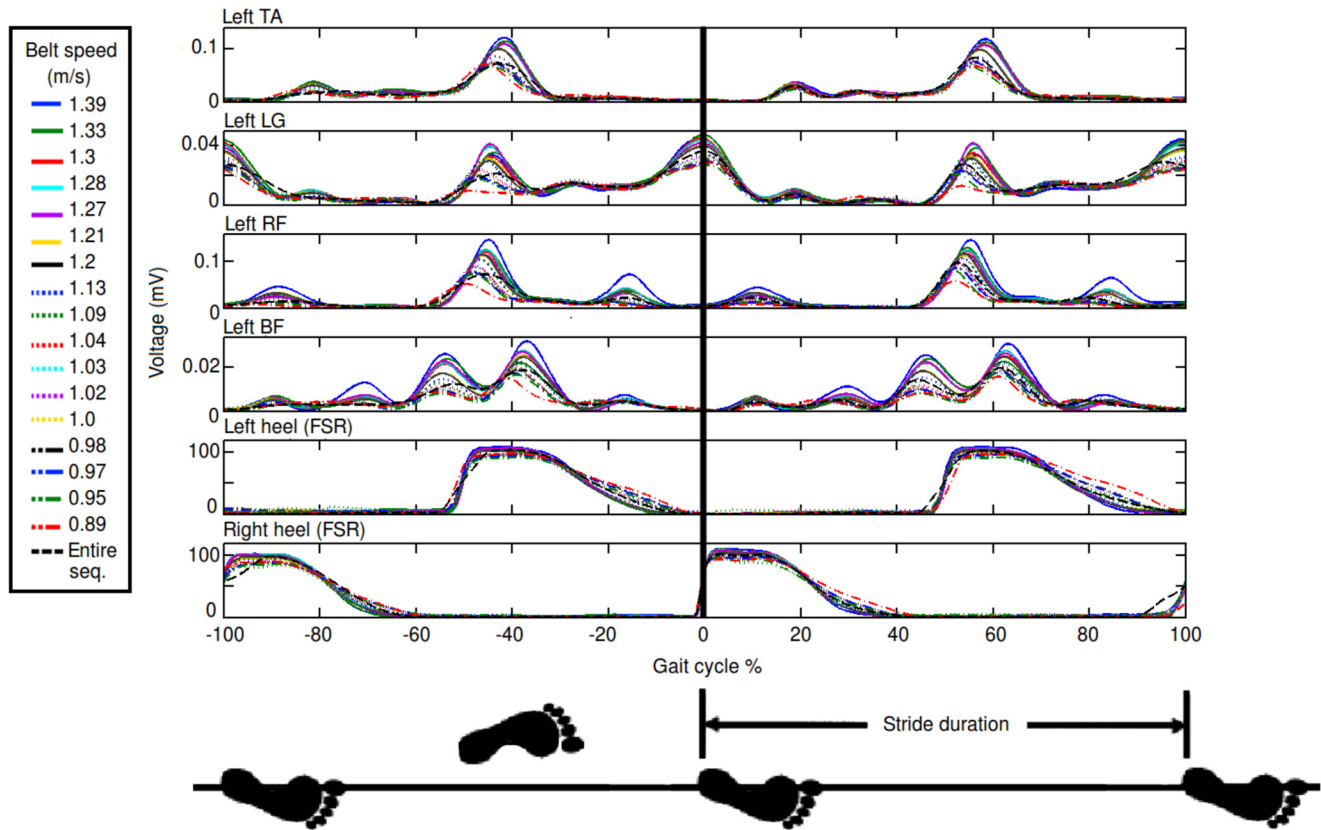 Belt speed
(m/s)
1.39
1.33
1.3
1.28
1.27
1.21
1.2
1.13
1.09
1.04
1.03
1.02
1.0
0.98
0.97
0.95
0.89
Entire
seq.
Voltage (mV)
Left TA
0.1
0
Left LG
0.04
0
Left RF
0.1
0
Left BF
0.02
0
Left heel (FSR)
100
0
Right heel (FSR)
100
0
-100 -80 -60 -40 -20 0 20 40 60 80 100
Gait cycle %
Stride duration